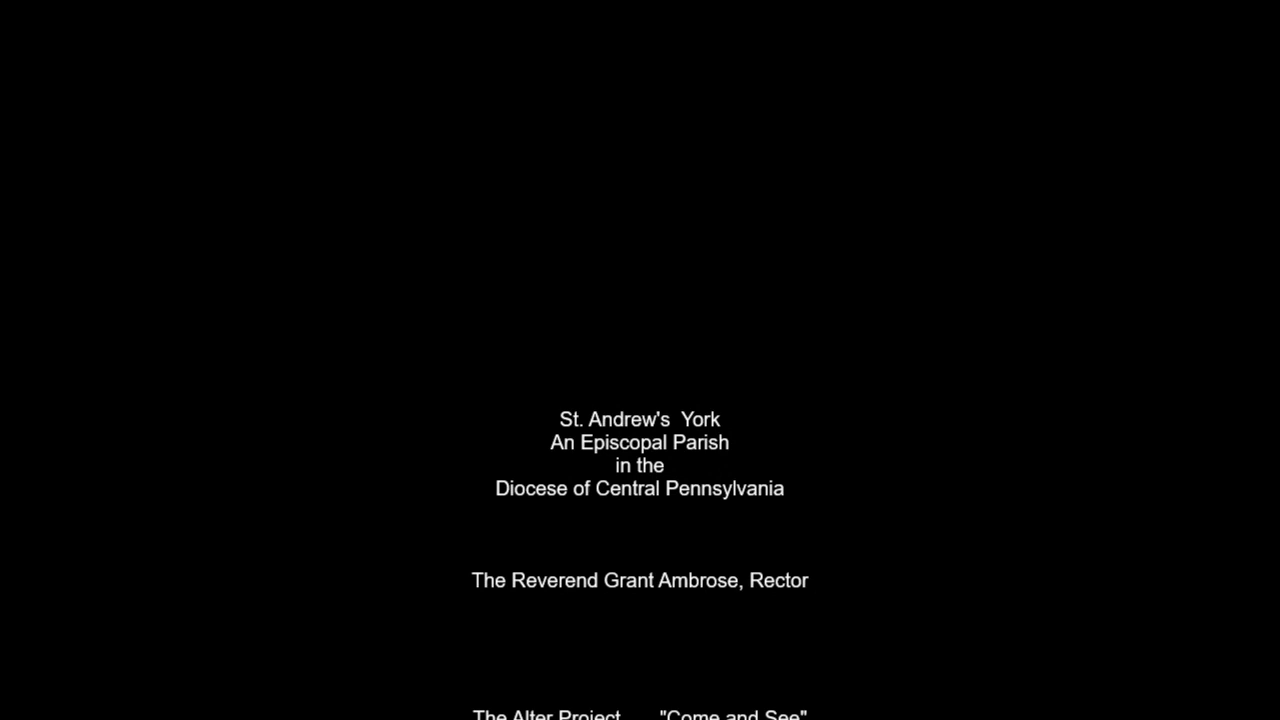 St. Andrew's  York
An Episcopal Parish
in the
Diocese of Central Pennsylvania
The Reverend Grant Ambrose, Rector
The Alter Project      "Come and See"